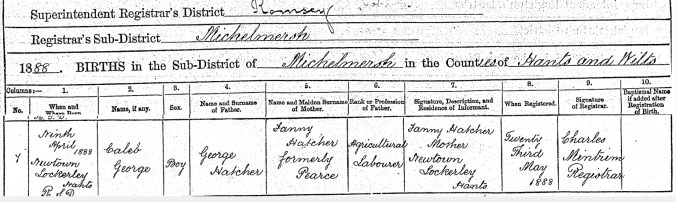 Superintendent Registrar's District Romsey
Registrar's Sub-District Michelmersh
1888. BIRTHS in the Sub-District of Michelmersh in the Counties of Hants and Wilts
Columns:— 1. 2. 3. 4. 5. 6. 7. 8. 9. 10.
No. When and Where Born Name, if any. Sex. Name and Surname of Father. Name and Maiden Surname of Mother. Rank or Profession of Father. Signature, Description, and Residence of Informant. When Registered. Signature of Registrar. Baptismal Name if added after Registration of Birth.
7
Ninth
April
1888
Newtown
Lockerley
Hants
R S D
Caleb
George
Boy
George
Hatcher
Fanny
Hatcher
formerly
Pearce
Agricultural
Labourer
Fanny Hatcher
Mother
Newtown
Lockerley
Hants
Twenty
Third
May
1888
Charles
Mintrim
Registrar